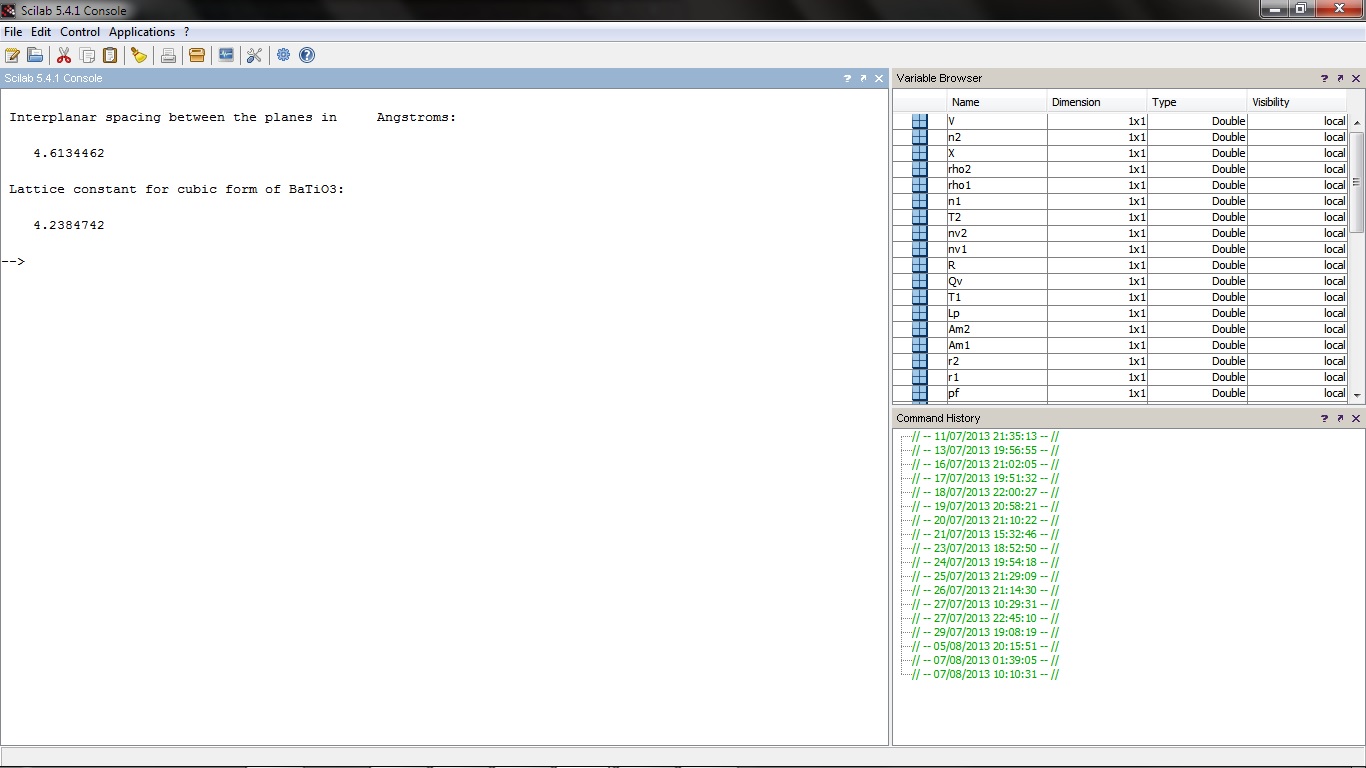 Scilab 5.4.1 Console
File Edit Control Applications ?
Scilab 5.4.1 Console
Interplanar spacing between the planes in     Angstroms:
4.6134462
Lattice constant for cubic form of BaTiO3:
4.2384742
-->
Variable Browser
Name Dimension Type Visibility
V 1x1 Double local
n2 1x1 Double local
X 1x1 Double local
rho2 1x1 Double local
rho1 1x1 Double local
n1 1x1 Double local
T2 1x1 Double local
nv2 1x1 Double local
nv1 1x1 Double local
R 1x1 Double local
Qv 1x1 Double local
T1 1x1 Double local
Lp 1x1 Double local
Am2 1x1 Double local
Am1 1x1 Double local
r2 1x1 Double local
r1 1x1 Double local
pf 1x1 Double local
Command History
// -- 11/07/2013 21:35:13 -- //
// -- 13/07/2013 19:56:55 -- //
// -- 16/07/2013 21:02:05 -- //
// -- 17/07/2013 19:51:32 -- //
// -- 18/07/2013 22:00:27 -- //
// -- 19/07/2013 20:58:21 -- //
// -- 20/07/2013 21:10:22 -- //
// -- 21/07/2013 15:32:46 -- //
// -- 23/07/2013 18:52:50 -- //
// -- 24/07/2013 19:54:18 -- //
// -- 25/07/2013 21:29:09 -- //
// -- 26/07/2013 21:14:30 -- //
// -- 27/07/2013 10:29:31 -- //
// -- 27/07/2013 22:45:10 -- //
// -- 29/07/2013 19:08:19 -- //
// -- 05/08/2013 20:15:51 -- //
// -- 07/08/2013 01:39:05 -- //
// -- 07/08/2013 10:10:31 -- //